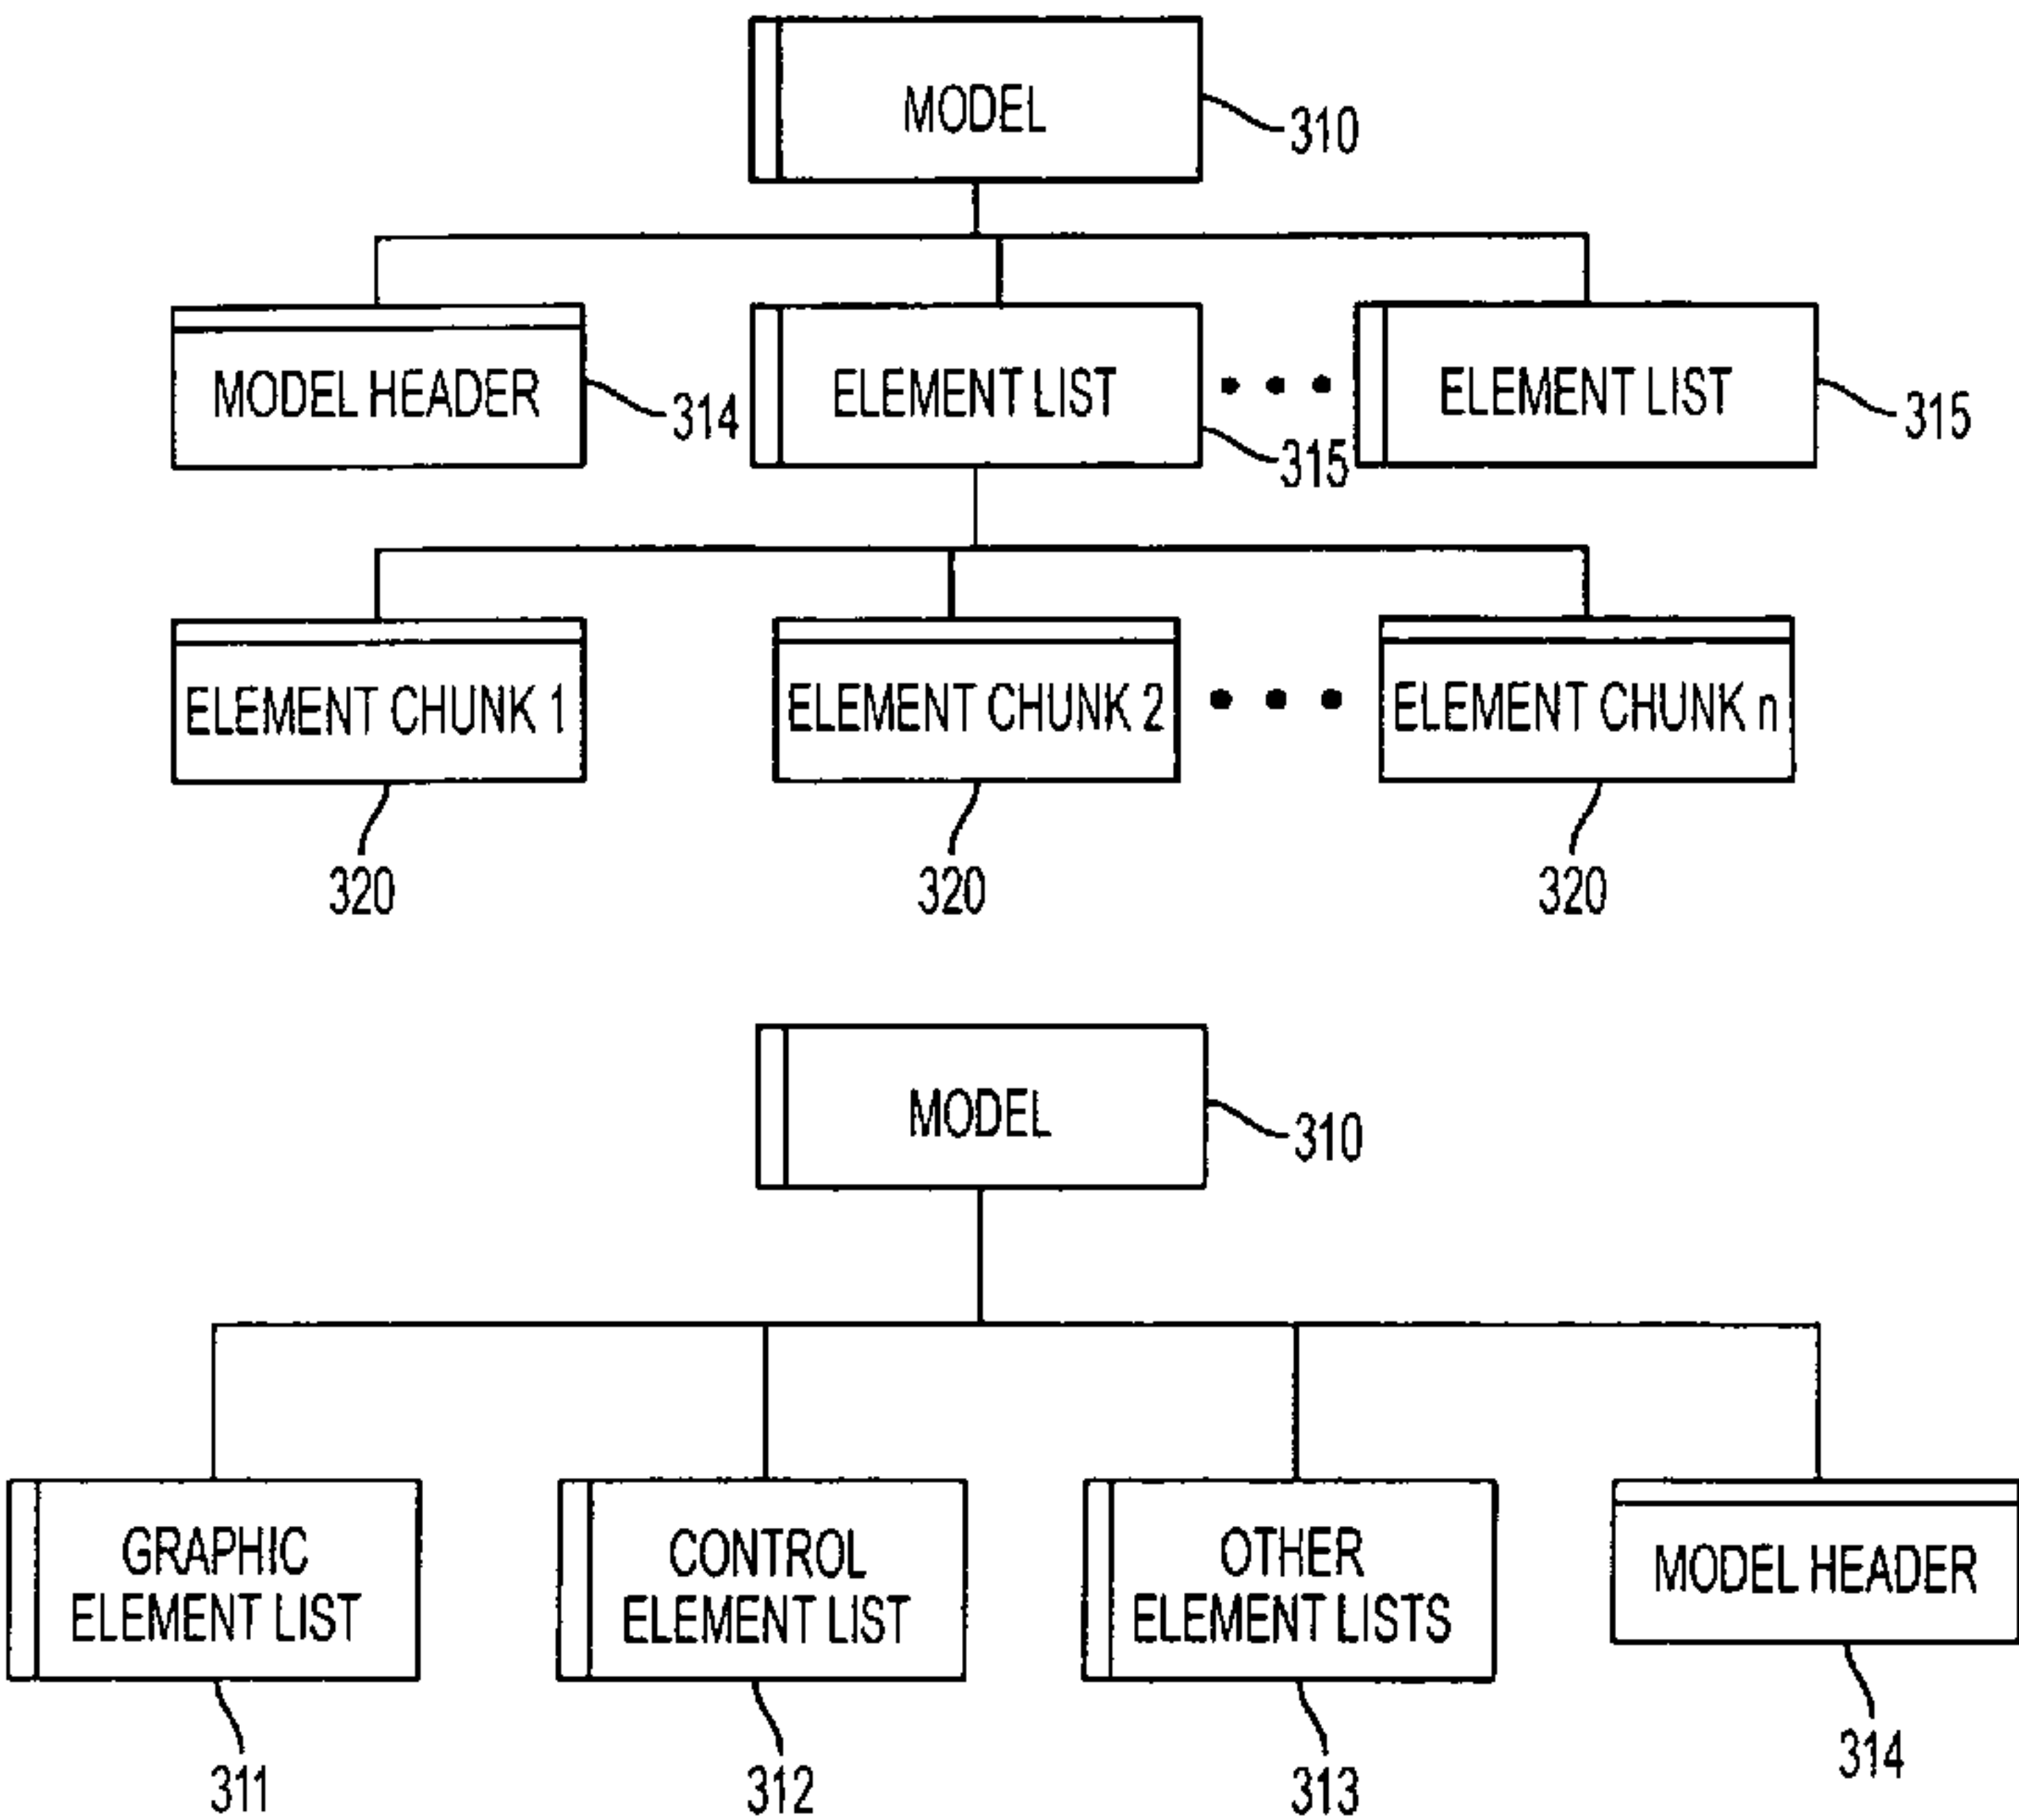 MODEL
310
MODEL HEADER
314
ELEMENT LIST
315
ELEMENT LIST
315
ELEMENT CHUNK 1
320
ELEMENT CHUNK 2
320
ELEMENT CHUNK n
320
MODEL
310
GRAPHIC
ELEMENT LIST
311
CONTROL
ELEMENT LIST
312
OTHER
ELEMENT LISTS
313
MODEL HEADER
314